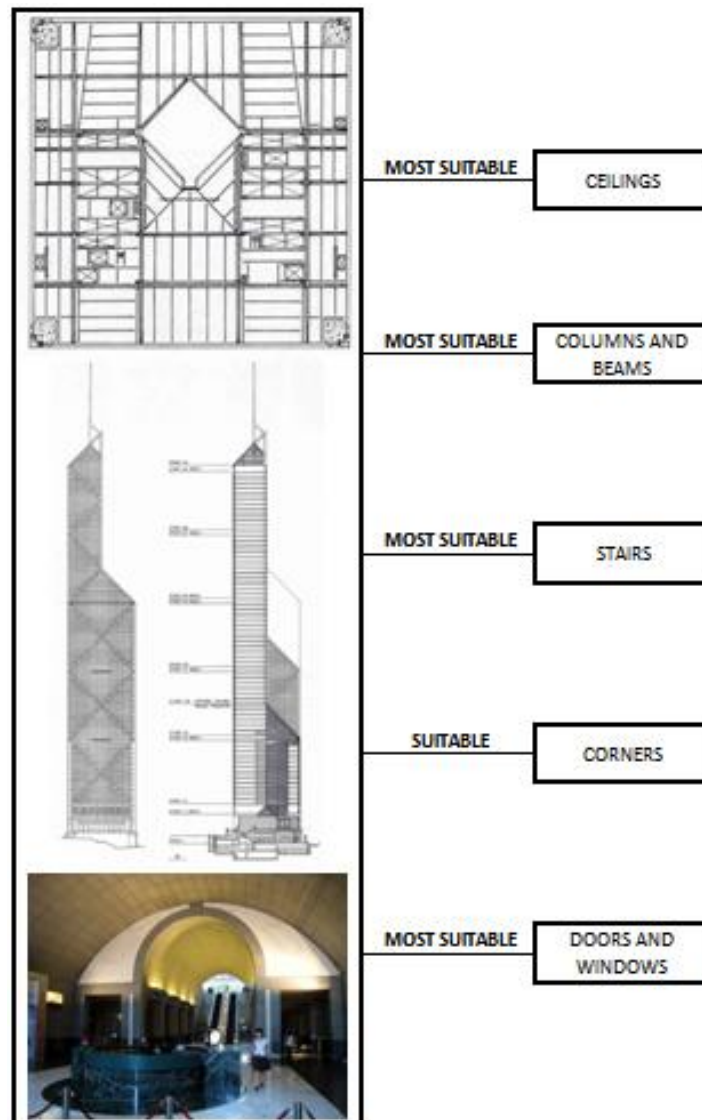 MOST SUITABLE
CEILINGS
MOST SUITABLE
COLUMNS AND
BEAMS
MOST SUITABLE
STAIRS
SUITABLE
CORNERS
MOST SUITABLE
DOORS AND
WINDOWS